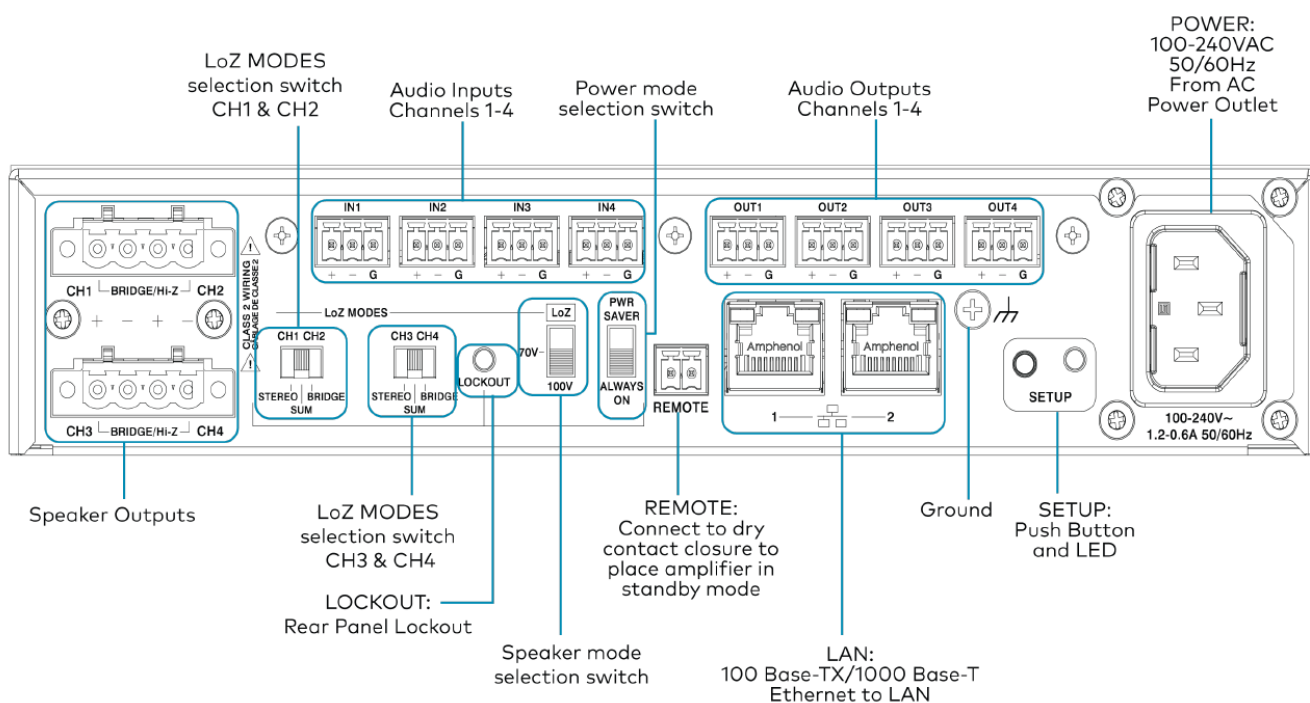 POWER:
100-240VAC
50/60Hz
From AC
Power Outlet
LoZ MODES
selection switch
CH1 & CH2
Audio Inputs
Channels 1-4
Power mode
selection switch
Audio Outputs
Channels 1-4
IN1 IN2 IN3 IN4
OUT1 OUT2 OUT3 OUT4
+ - G + - G + - G + - G
+ - G + - G + - G + - G
CH1 BRIDGE/Hi-Z CH2
+ - + -
CH3 BRIDGE/Hi-Z CH4
CLASS 2 WIRING
CÂBLAGE DE CLASSE 2
LoZ MODES
CH1 CH2
STEREO BRIDGE
SUM
CH3 CH4
STEREO BRIDGE
SUM
LOCKOUT
LoZ
70V
100V
PWR
SAVER
ALWAYS
ON
REMOTE
Amphenol Amphenol
1 2
SETUP
100-240V~
1.2-0.6A 50/60Hz
Speaker Outputs
LoZ MODES
selection switch
CH3 & CH4
LOCKOUT:
Rear Panel Lockout
Speaker mode
selection switch
REMOTE:
Connect to dry
contact closure to
place amplifier in
standby mode
LAN:
100 Base-TX/1000 Base-T
Ethernet to LAN
Ground
SETUP:
Push Button
and LED